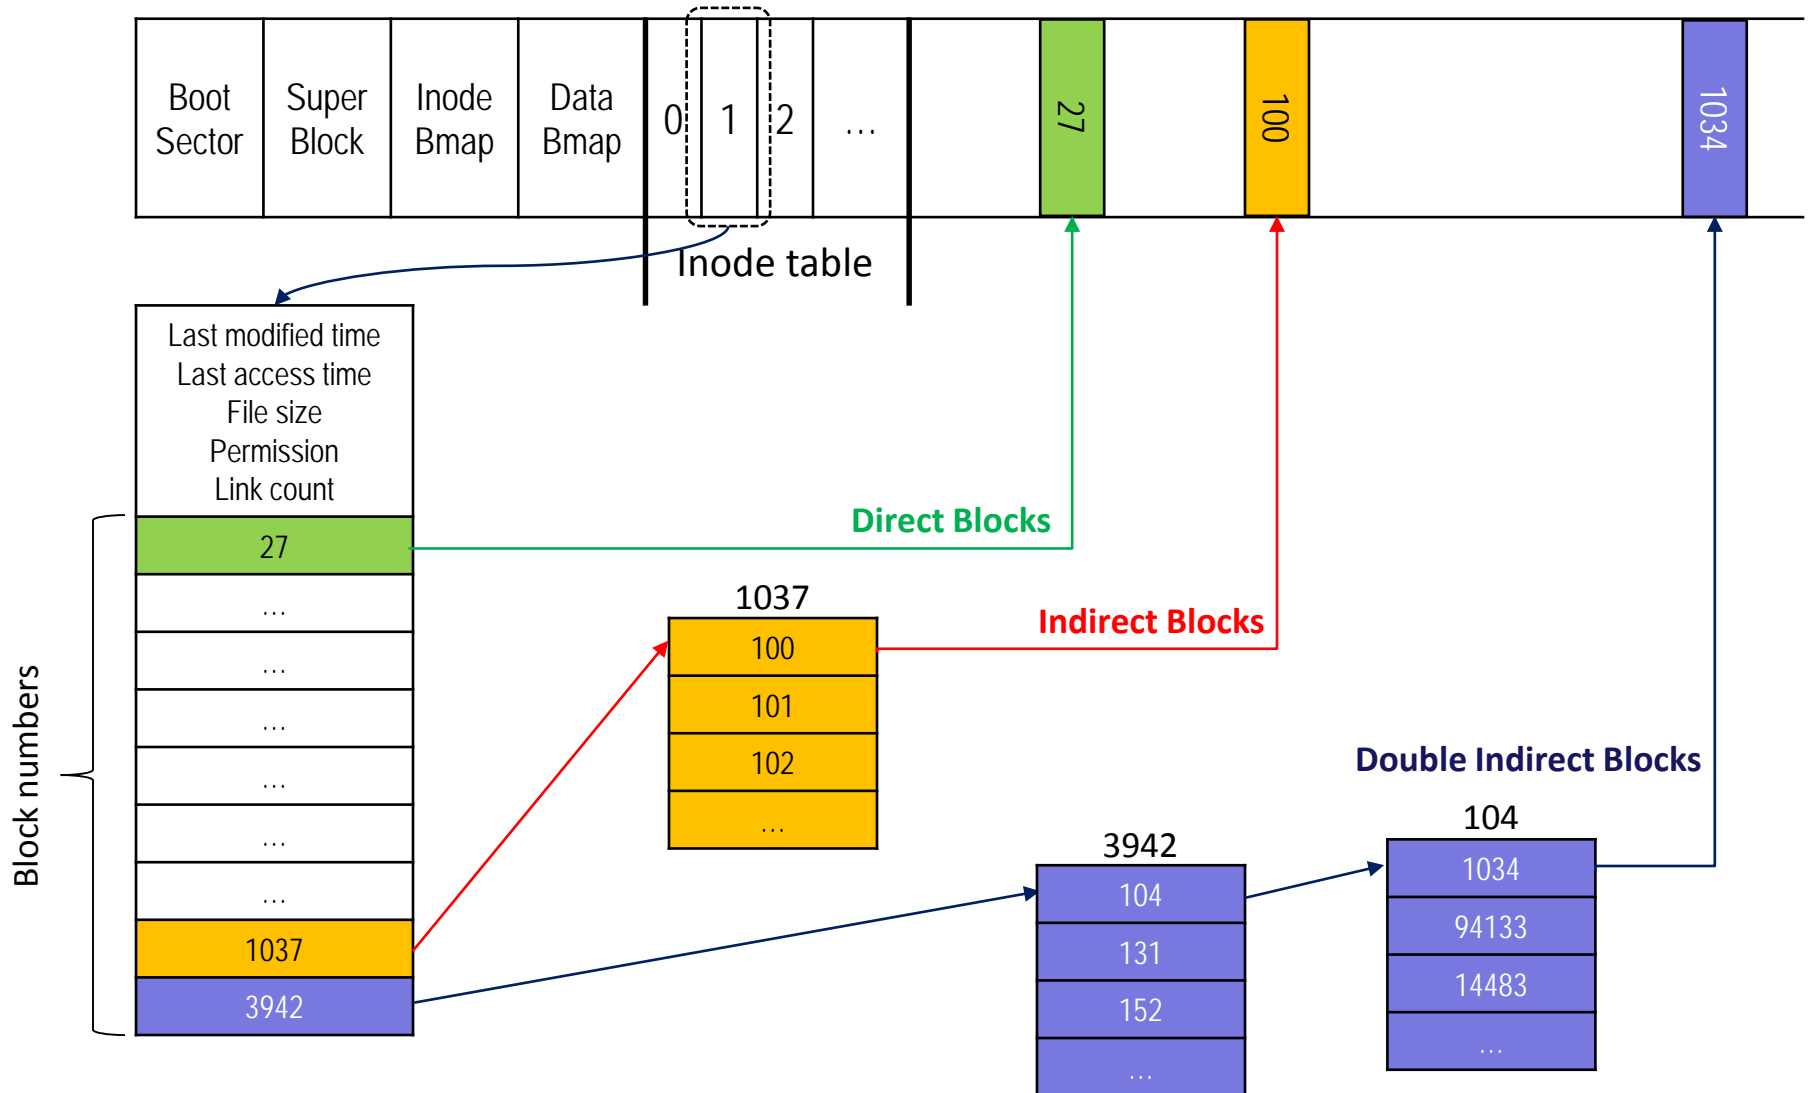 Boot
Sector
Super
Block
Inode
Bmap
Data
Bmap
0
1
2
...
27
100
1034
Inode table
Last modified time
Last access time
File size
Permission
Link count
27
...
...
...
...
...
...
1037
3942
Block numbers
Direct Blocks
1037
100
101
102
...
Indirect Blocks
3942
104
131
152
...
Double Indirect Blocks
104
1034
94133
14483
...